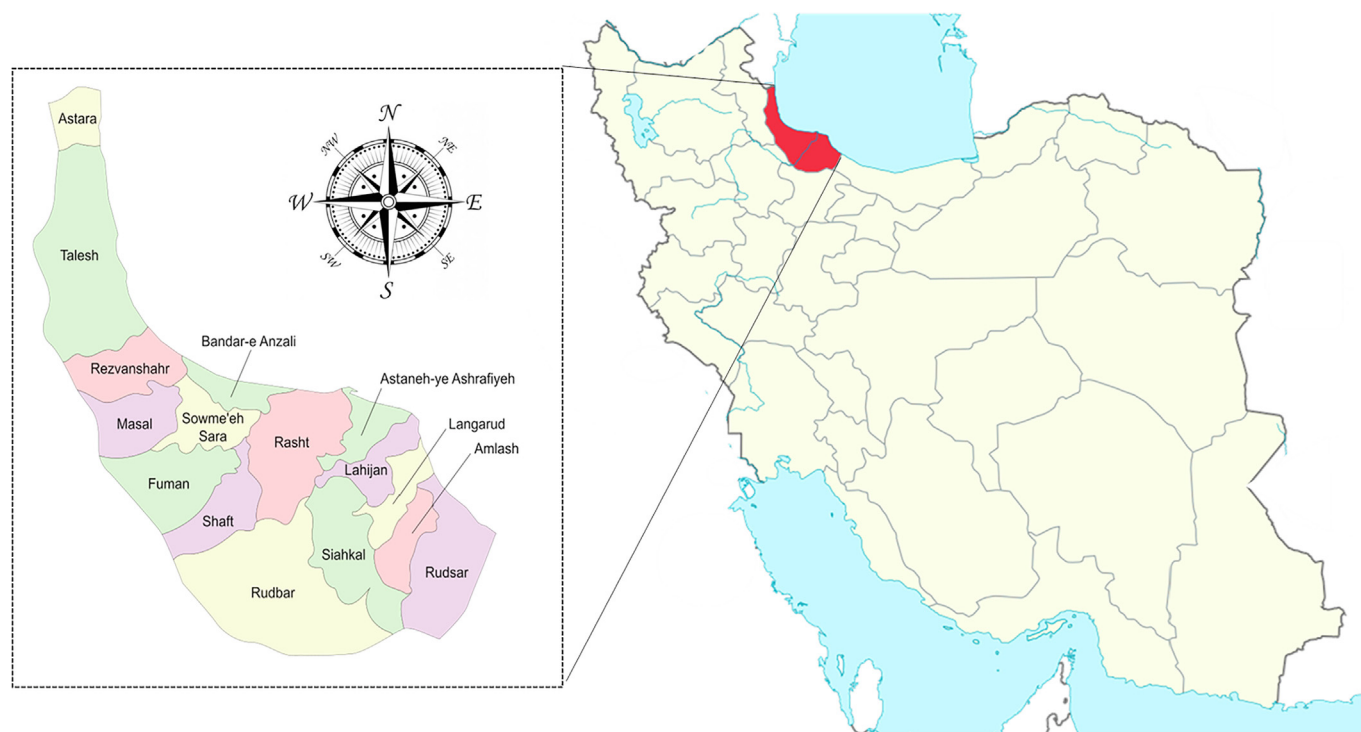 Astara
Talesh
Rezvanshahr
Masal
Bandar-e Anzali
Sowme'eh
Sara
Fuman
Shaft
Rasht
Astaneh-ye Ashrafiyeh
Langarud
Amlash
Lahijan
Siahkal
Rudbar
Rudsar
N
NW
NE
W
E
SW
SE
S